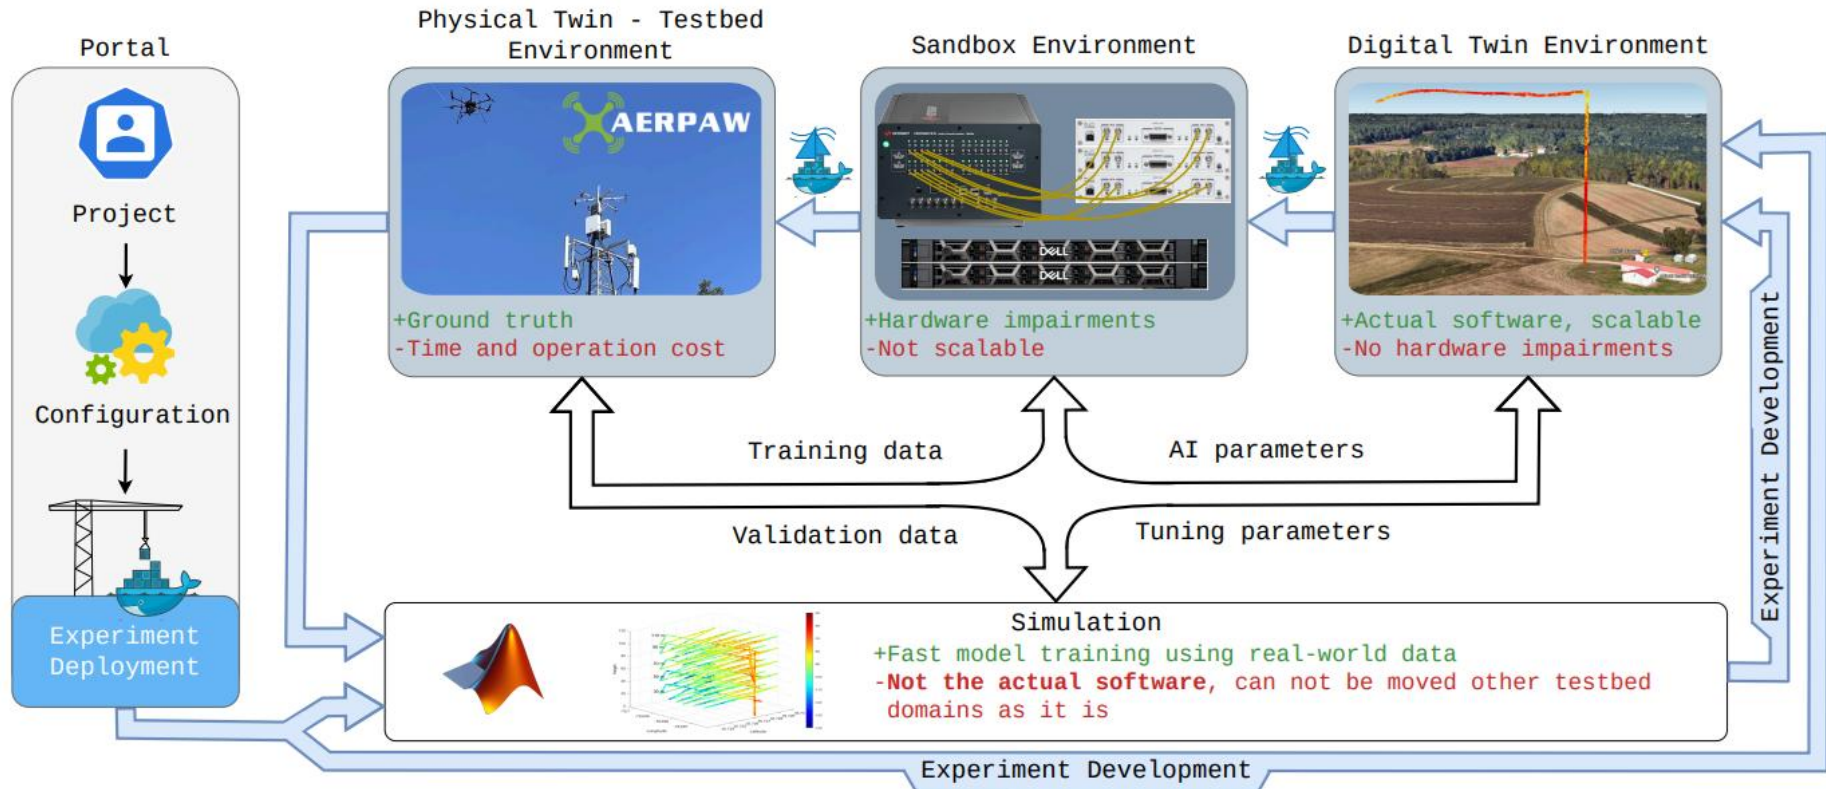 Portal
Project
Configuration
Experiment
Deployment
Physical Twin - Testbed
Environment
AERPAW
+Ground truth
-Time and operation cost
Sandbox Environment
DELL
DELL
+Hardware impairments
-Not scalable
Digital Twin Environment
+Actual software, scalable
-No hardware impairments
Training data
AI parameters
Validation data
Tuning parameters
Simulation
+Fast model training using real-world data
-Not the actual software, can not be moved other testbed
domains as it is
Experiment Development
Experiment Development